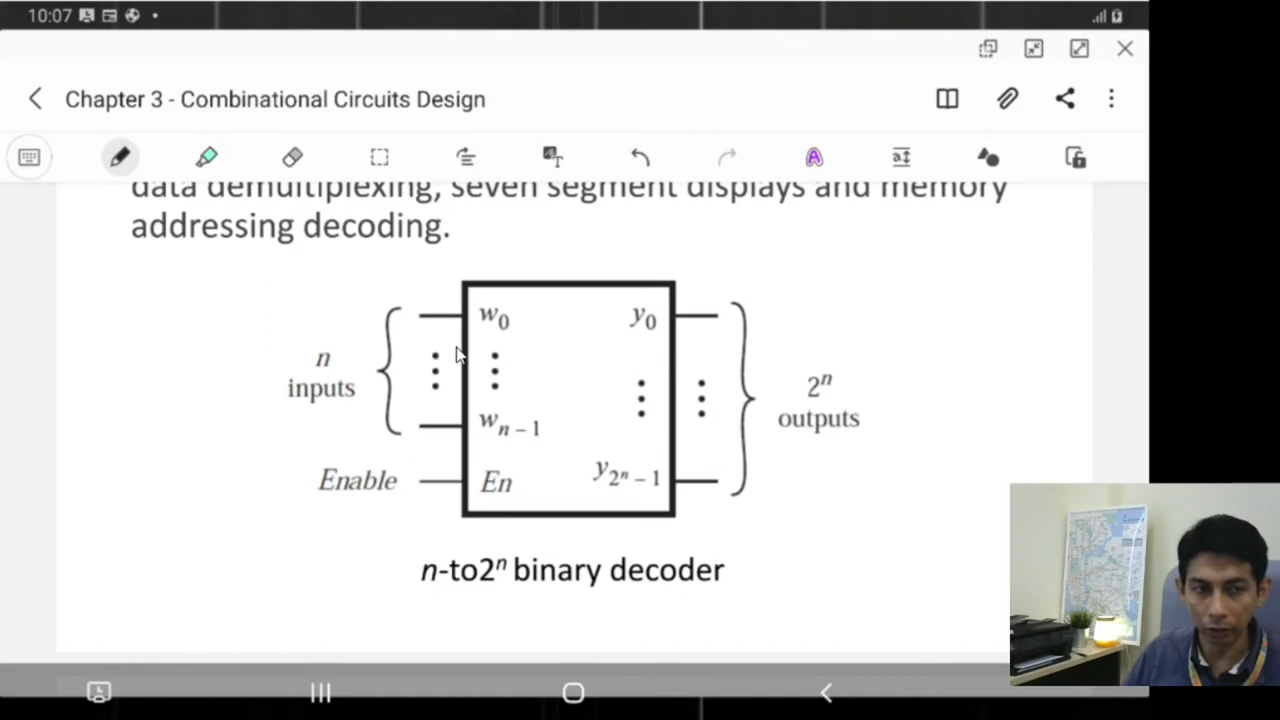 10:07
Chapter 3 - Combinational Circuits Design
data demultiplexing, seven segment displays and memory
addressing decoding.
w₀ y₀
n
inputs
2ⁿ
outputs
wₙ₋₁
Enable En y₂ⁿ₋₁
n-to2ⁿ binary decoder